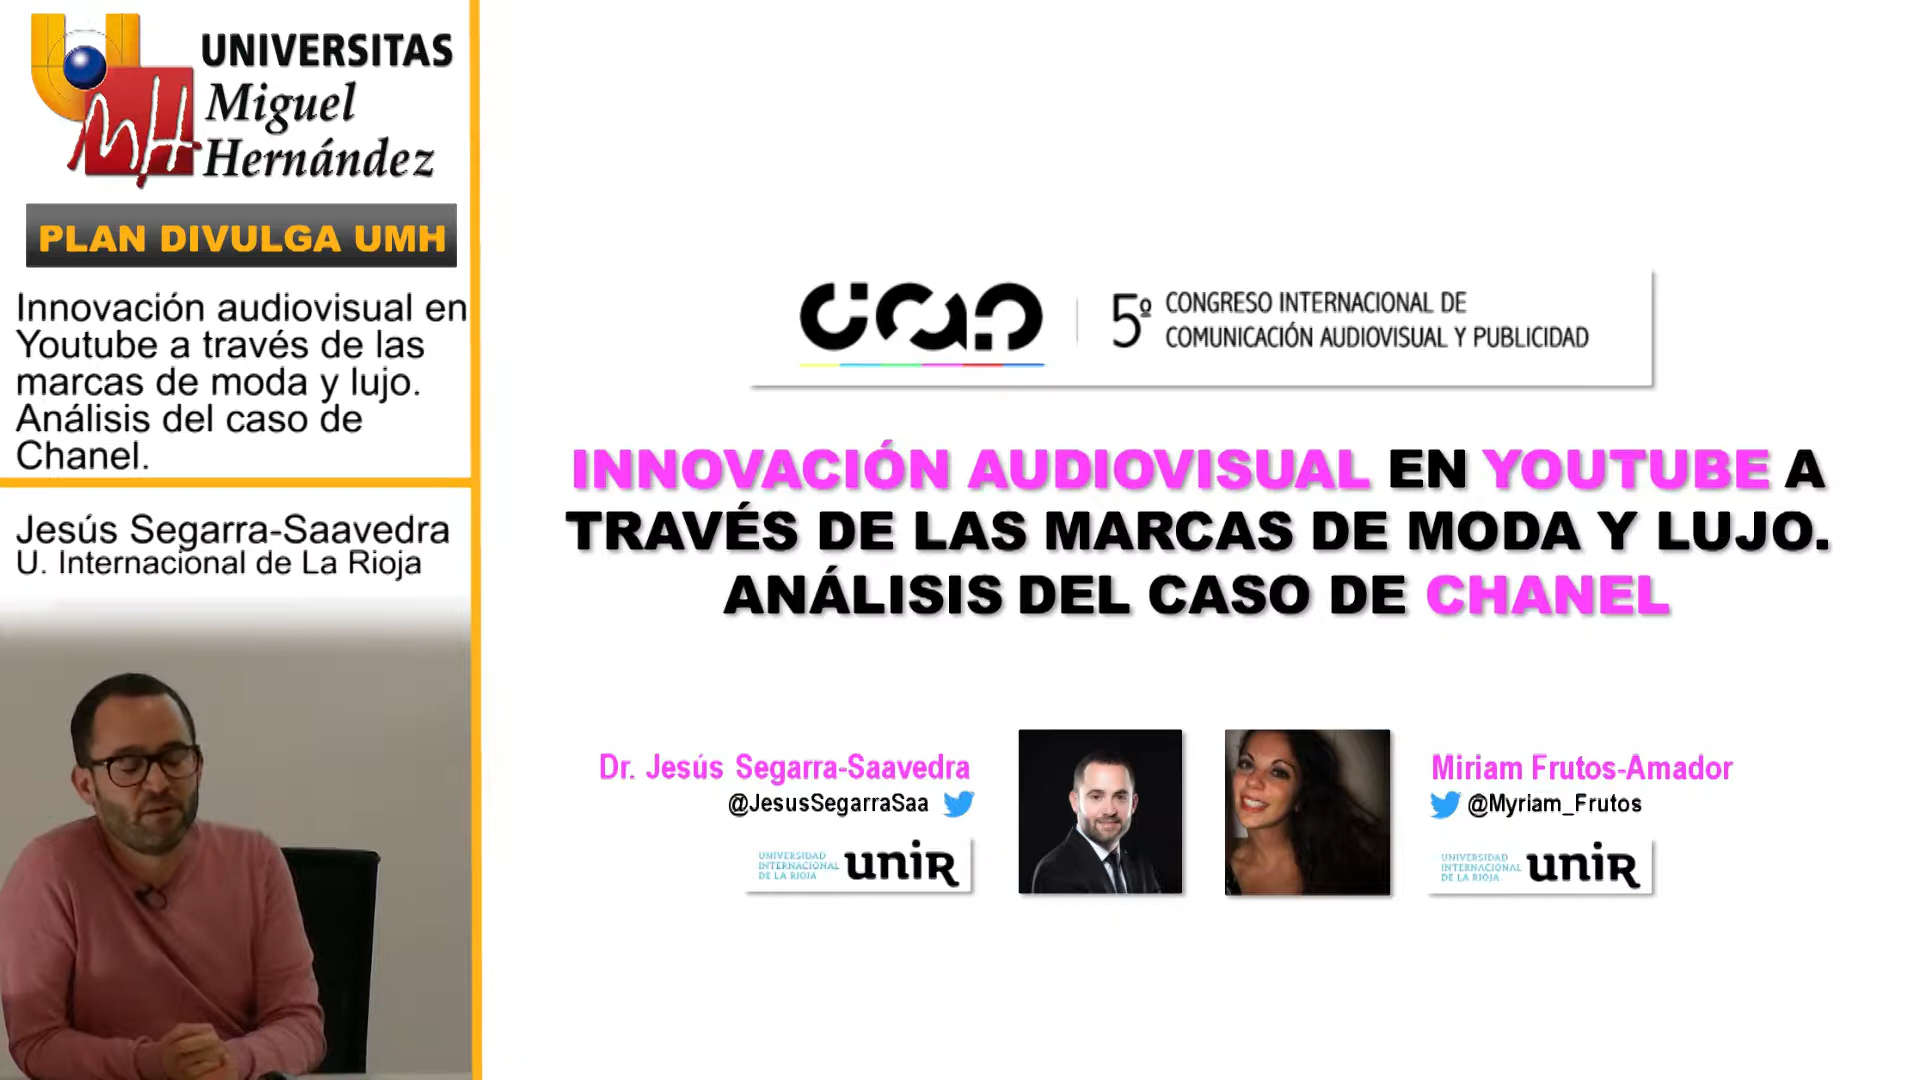 UNIVERSITAS
Miguel
Hernández
PLAN DIVULGA UMH
Innovación audiovisual en
Youtube a través de las
marcas de moda y lujo.
Análisis del caso de
Chanel.
Jesús Segarra-Saavedra
U. Internacional de La Rioja
5º CONGRESO INTERNACIONAL DE
COMUNICACIÓN AUDIOVISUAL Y PUBLICIDAD
INNOVACIÓN AUDIOVISUAL EN YOUTUBE A
TRAVÉS DE LAS MARCAS DE MODA Y LUJO.
ANÁLISIS DEL CASO DE CHANEL
Dr. Jesús Segarra-Saavedra
@JesusSegarraSaa
UNIVERSIDAD
INTERNACIONAL
DE LA RIOJA
unir
Miriam Frutos-Amador
@Myriam_Frutos
UNIVERSIDAD
INTERNACIONAL
DE LA RIOJA
unir